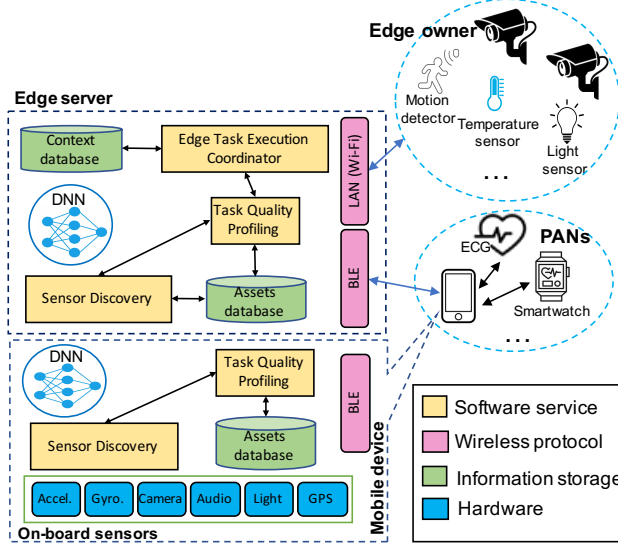 Edge owner
Motion
detector
Temperature
sensor
Light
sensor
...
Edge server
Context
database
Edge Task Execution
Coordinator
LAN (Wi-Fi)
DNN
Task Quality
Profiling
BLE
Sensor Discovery
Assets
database
ECG
PANs
Smartwatch
...
DNN
Task Quality
Profiling
BLE
Sensor Discovery
Assets
database
Mobile device
Accel.
Gyro.
Camera
Audio
Light
GPS
On-board sensors
Software service
Wireless protocol
Information storage
Hardware